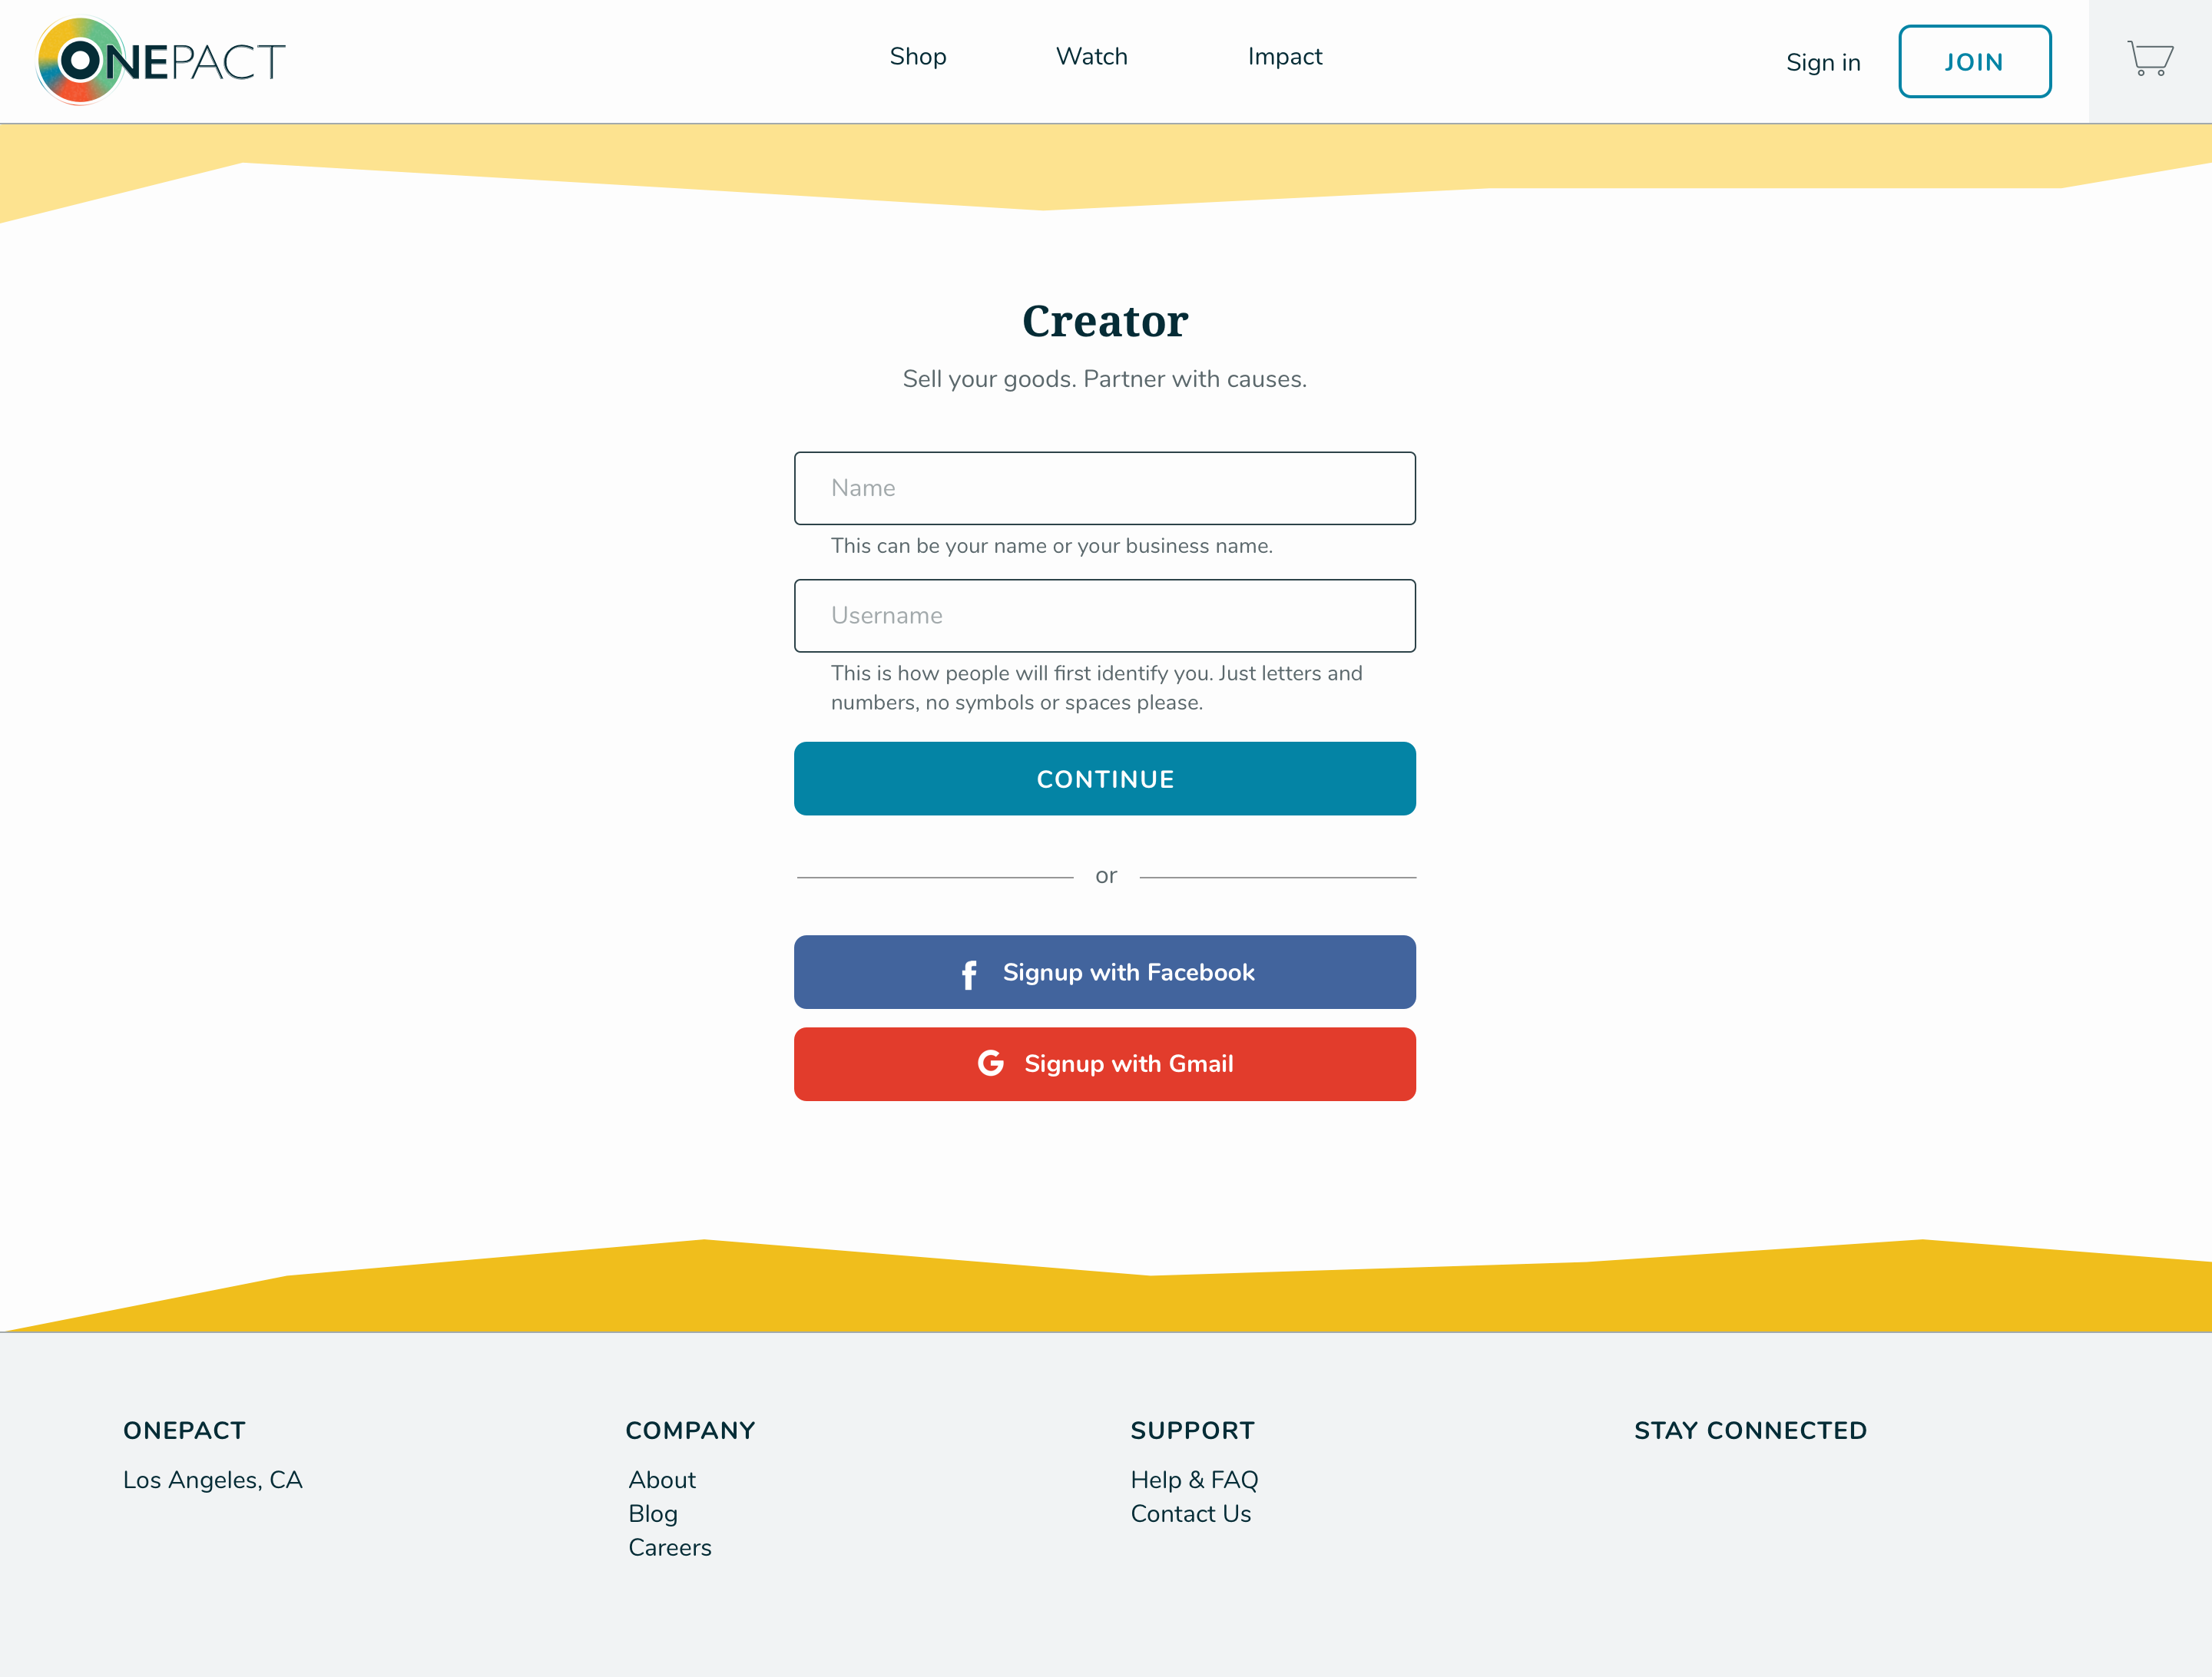 ONEPACT
Shop
Watch
Impact
Sign in
JOIN
Creator
Sell your goods. Partner with causes.
Name
This can be your name or your business name.
Username
This is how people will first identify you. Just letters and
numbers, no symbols or spaces please.
CONTINUE
or
f Signup with Facebook
G Signup with Gmail
ONEPACT
Los Angeles, CA
COMPANY
About
Blog
Careers
SUPPORT
Help & FAQ
Contact Us
STAY CONNECTED